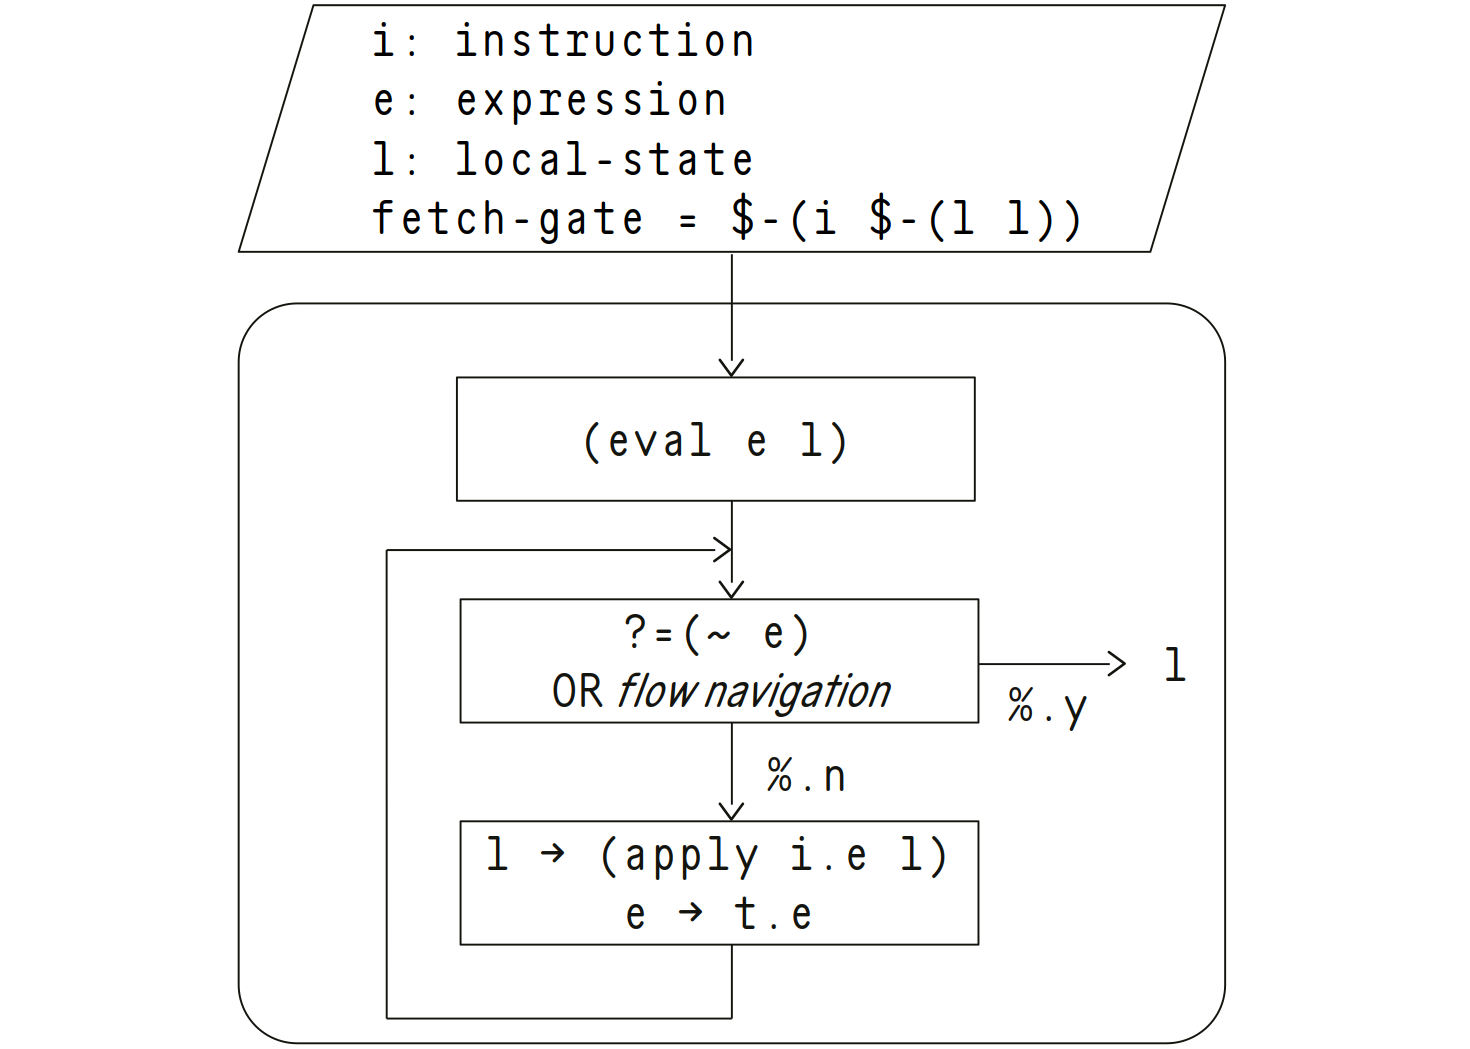 i: instruction
e: expression
l: local-state
fetch-gate = $-(i $-(l l))
(eval e l)
?=(~ e)
OR flow navigation
l
%.y
%.n
l → (apply i.e l)
e → t.e